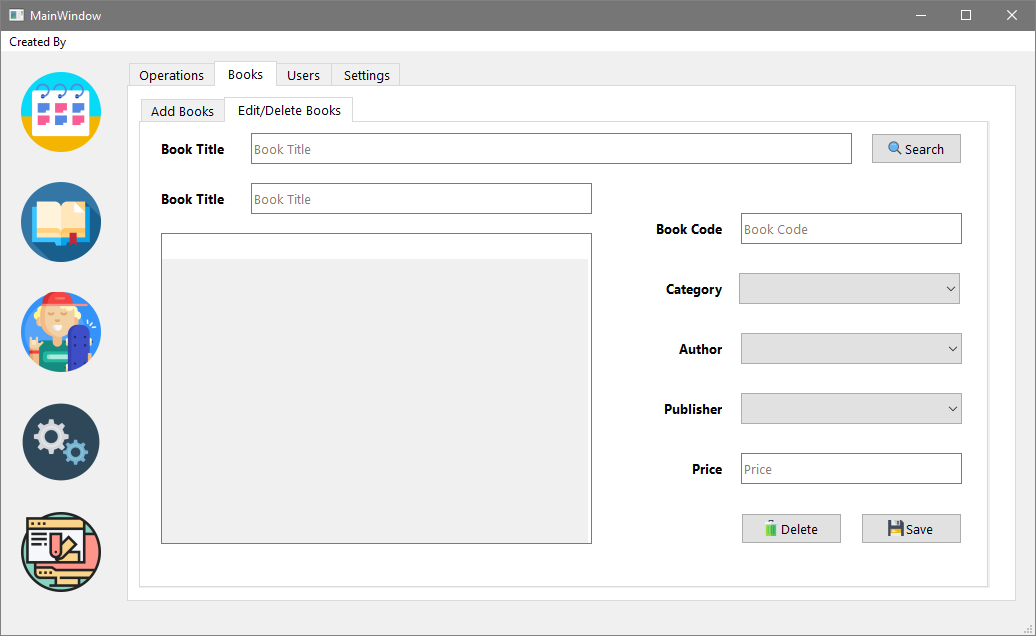 MainWindow
Created By
Operations Books Users Settings
Add Books Edit/Delete Books
Book Title Book Title Search
Book Title Book Title
Book Code Book Code
Category
Author
Publisher
Price Price
Delete Save